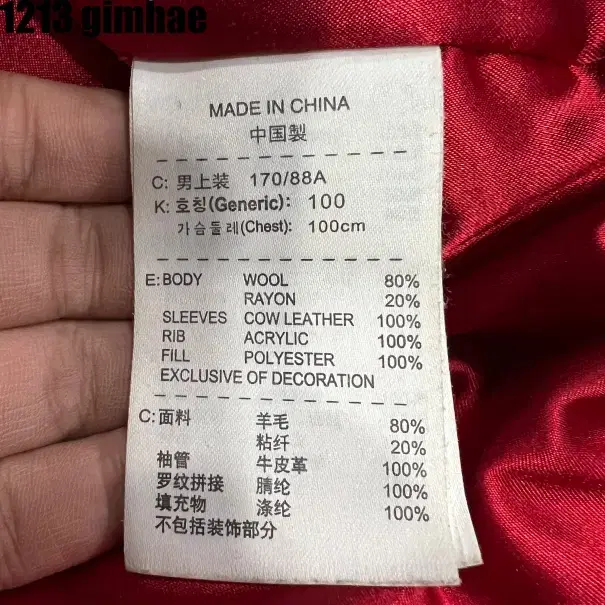 1213 gimhae
MADE IN CHINA
中国製
C: 男上装 170/88A
K: 호칭(Generic): 100
가슴둘레(Chest): 100cm
E: BODY WOOL 80%
RAYON 20%
SLEEVES COW LEATHER 100%
RIB ACRYLIC 100%
FILL POLYESTER 100%
EXCLUSIVE OF DECORATION
C: 面料 羊毛 80%
粘纤 20%
袖管 牛皮革 100%
罗纹拼接 腈纶 100%
填充物 涤纶 100%
不包括装饰部分